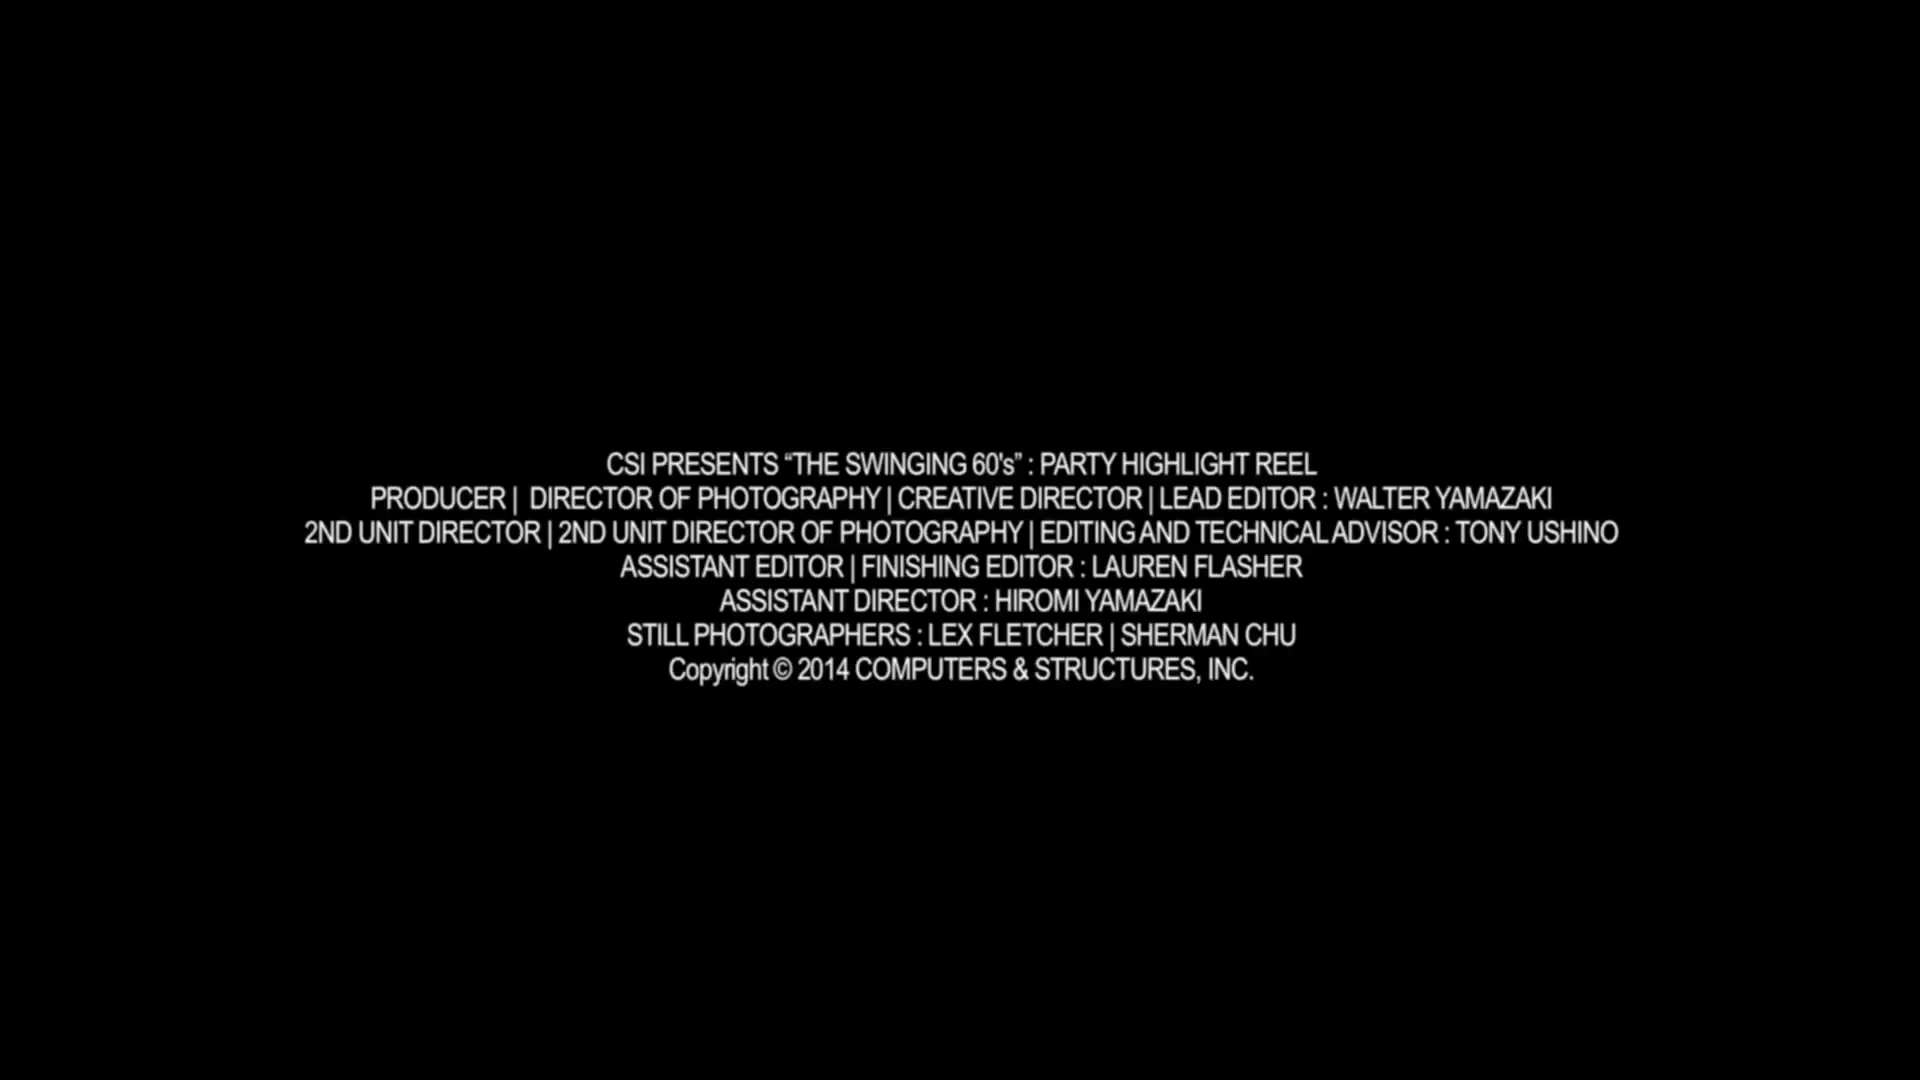 CSI PRESENTS “THE SWINGING 60's” : PARTY HIGHLIGHT REEL
PRODUCER | DIRECTOR OF PHOTOGRAPHY | CREATIVE DIRECTOR | LEAD EDITOR : WALTER YAMAZAKI
2ND UNIT DIRECTOR | 2ND UNIT DIRECTOR OF PHOTOGRAPHY | EDITING AND TECHNICAL ADVISOR : TONY USHINO
ASSISTANT EDITOR | FINISHING EDITOR : LAUREN FLASHER
ASSISTANT DIRECTOR : HIROMI YAMAZAKI
STILL PHOTOGRAPHERS : LEX FLETCHER | SHERMAN CHU
Copyright © 2014 COMPUTERS & STRUCTURES, INC.